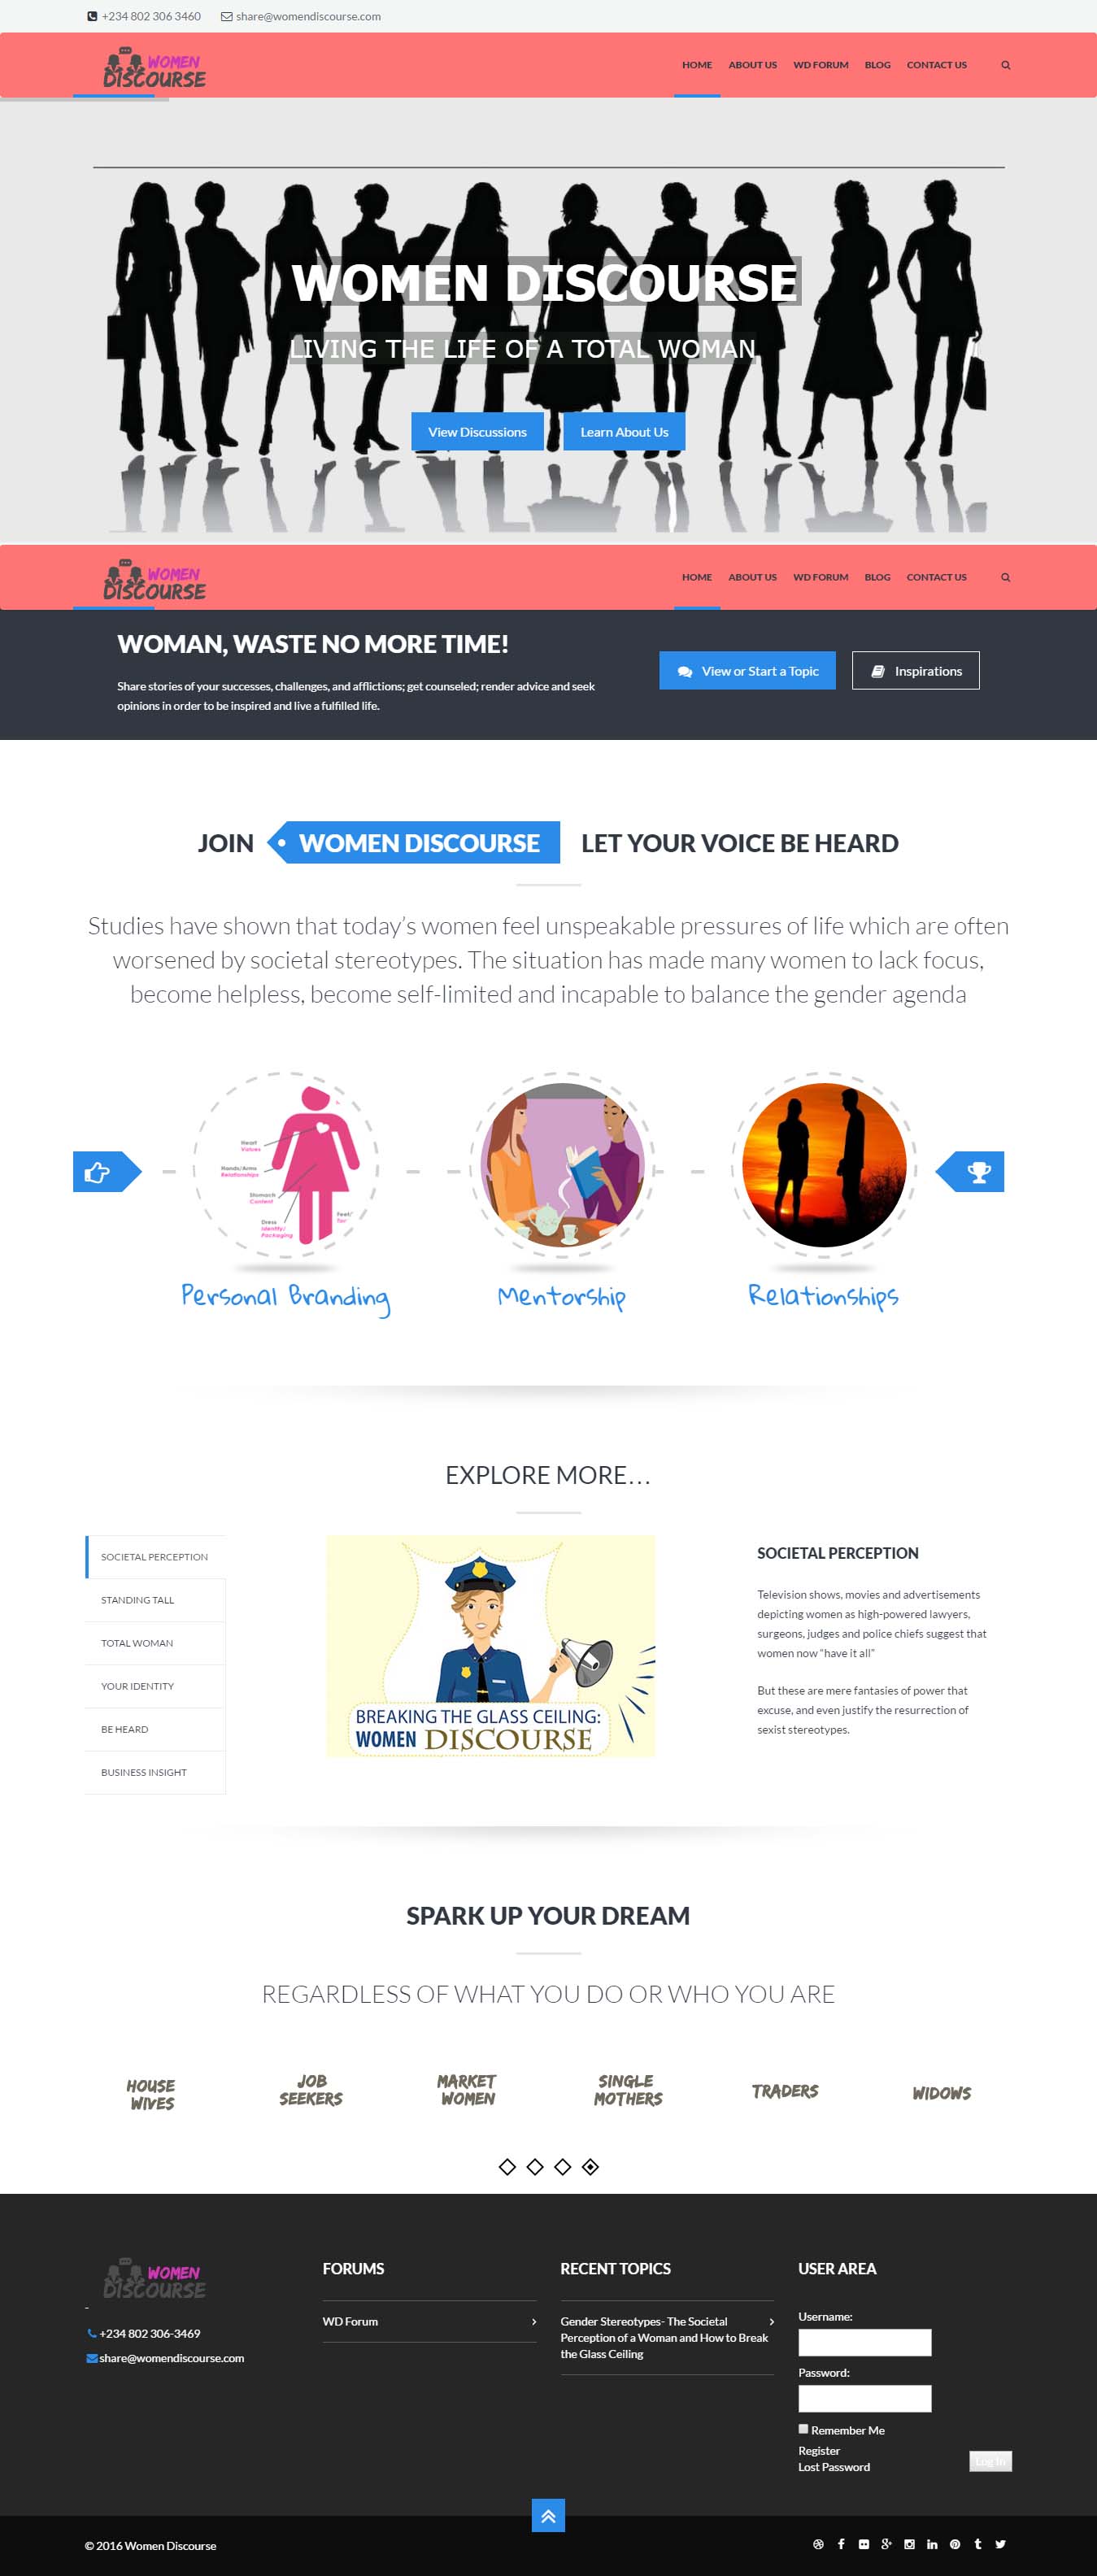 +234 802 306 3460 share@womendiscourse.com
WOMEN
DISCOURSE
HOME ABOUT US WD FORUM BLOG CONTACT US
WOMEN DISCOURSE
LIVING THE LIFE OF A TOTAL WOMAN
View Discussions Learn About Us
WOMEN
DISCOURSE
HOME ABOUT US WD FORUM BLOG CONTACT US
WOMAN, WASTE NO MORE TIME!
Share stories of your successes, challenges, and afflictions; get counseled; render advice and seek
opinions in order to be inspired and live a fulfilled life.
View or Start a Topic Inspirations
JOIN WOMEN DISCOURSE LET YOUR VOICE BE HEARD
Studies have shown that today’s women feel unspeakable pressures of life which are often
worsened by societal stereotypes. The situation has made many women to lack focus,
become helpless, become self-limited and incapable to balance the gender agenda
Heart
Values
Hands/Arms
Relationships
Stomach
Content
Dress
Identity/
Packaging
Feet/
Personal Branding
Mentorship
Relationships
EXPLORE MORE…
SOCIETAL PERCEPTION
STANDING TALL
TOTAL WOMAN
YOUR IDENTITY
BE HEARD
BUSINESS INSIGHT
BREAKING THE GLASS CEILING:
WOMEN DISCOURSE
SOCIETAL PERCEPTION
Television shows, movies and advertisements
depicting women as high-powered lawyers,
surgeons, judges and police chiefs suggest that
women now “have it all”
But these are mere fantasies of power that
excuse, and even justify the resurrection of
sexist stereotypes.
SPARK UP YOUR DREAM
REGARDLESS OF WHAT YOU DO OR WHO YOU ARE
HOUSE
WIVES
JOB
SEEKERS
MARKET
WOMEN
SINGLE
MOTHERS
TRADERS
WIDOWS
WOMEN
DISCOURSE
-
+234 802 306-3469
share@womendiscourse.com
FORUMS
WD Forum
RECENT TOPICS
Gender Stereotypes- The Societal
Perception of a Woman and How to Break
the Glass Ceiling
USER AREA
Username:
Password:
Remember Me
Register
Lost Password
Log In
© 2016 Women Discourse